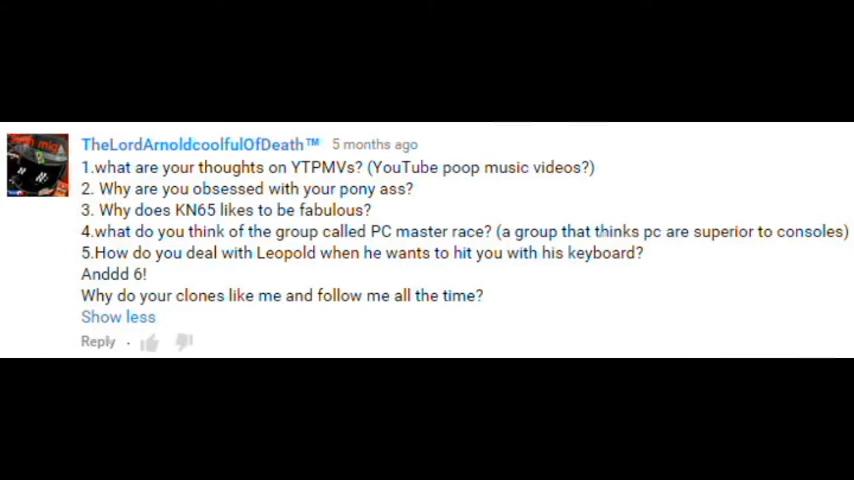 TheLordArnoldcoolfulOfDeath™ 5 months ago
1.what are your thoughts on YTPMVs? (YouTube poop music videos?)
2. Why are you obsessed with your pony ass?
3. Why does KN65 likes to be fabulous?
4.what do you think of the group called PC master race? (a group that thinks pc are superior to consoles)
5.How do you deal with Leopold when he wants to hit you with his keyboard?
Anddd 6!
Why do your clones like me and follow me all the time?
Show less
Reply ·